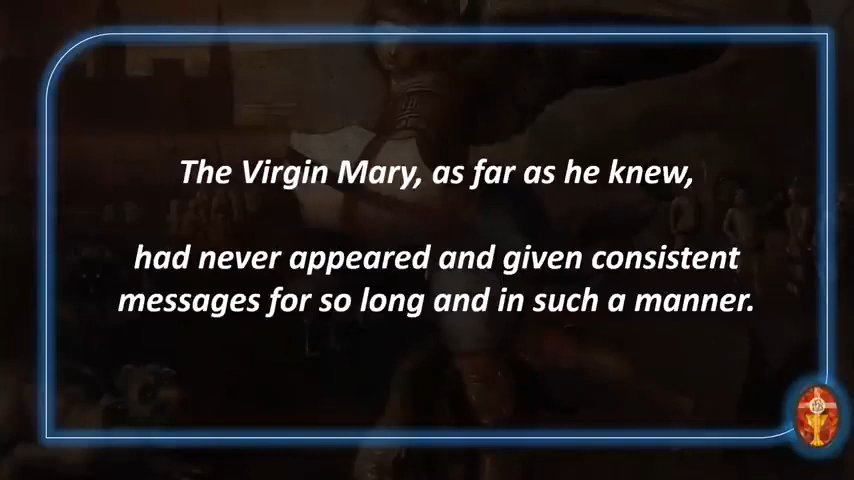 The Virgin Mary, as far as he knew,
had never appeared and given consistent
messages for so long and in such a manner.